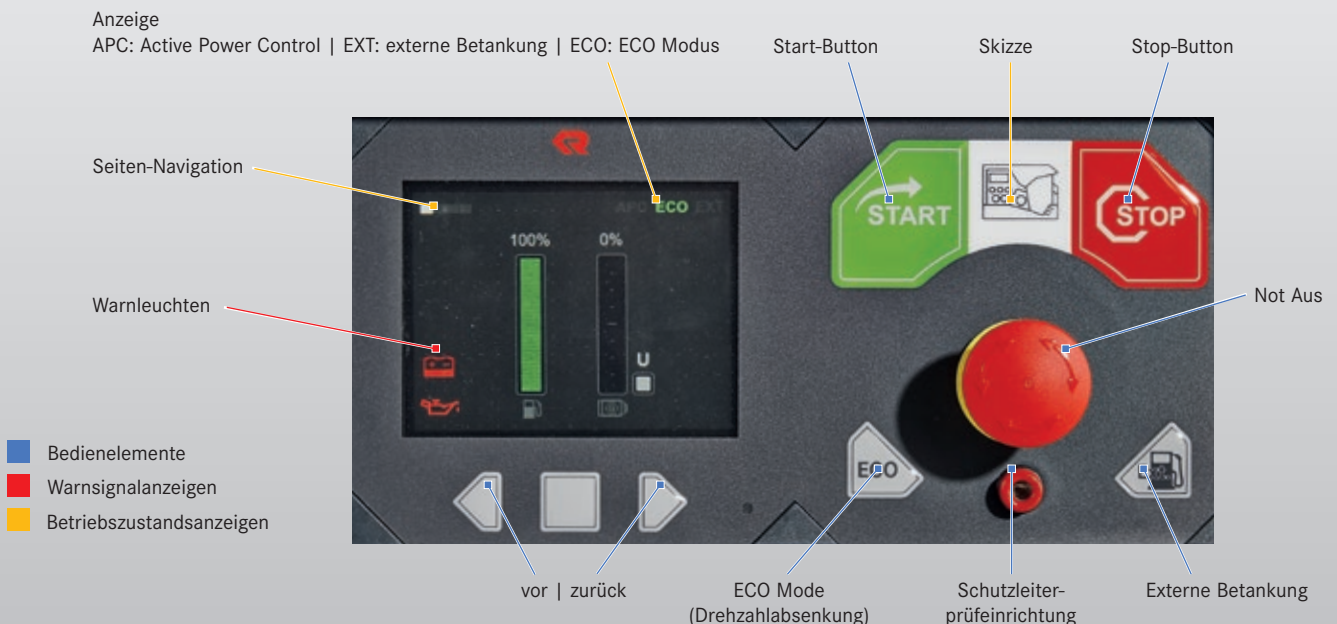 Anzeige
APC: Active Power Control | EXT: externe Betankung | ECO: ECO Modus
Start-Button
Skizze
Stop-Button
Seiten-Navigation
APC ECO EXT
START
STOP
100%
0%
Warnleuchten
Not Aus
U
Bedienelemente
Warnsignalanzeigen
Betriebszustandsanzeigen
ECO
vor | zurück
ECO Mode
(Drehzahlabsenkung)
Schutzleiter-
prüfeinrichtung
Externe Betankung